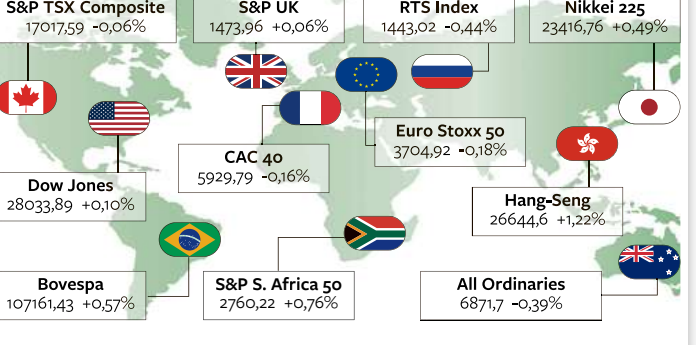 S&P TSX Composite
17017,59 -0,06%
S&P UK
1473,96 +0,06%
RTS Index
1443,02 -0,44%
Nikkei 225
23416,76 +0,49%
Euro Stoxx 50
3704,92 -0,18%
CAC 40
5929,79 -0,16%
Dow Jones
28033,89 +0,10%
Hang-Seng
26644,6 +1,22%
Bovespa
107161,43 +0,57%
S&P S. Africa 50
2760,22 +0,76%
All Ordinaries
6871,7 -0,39%